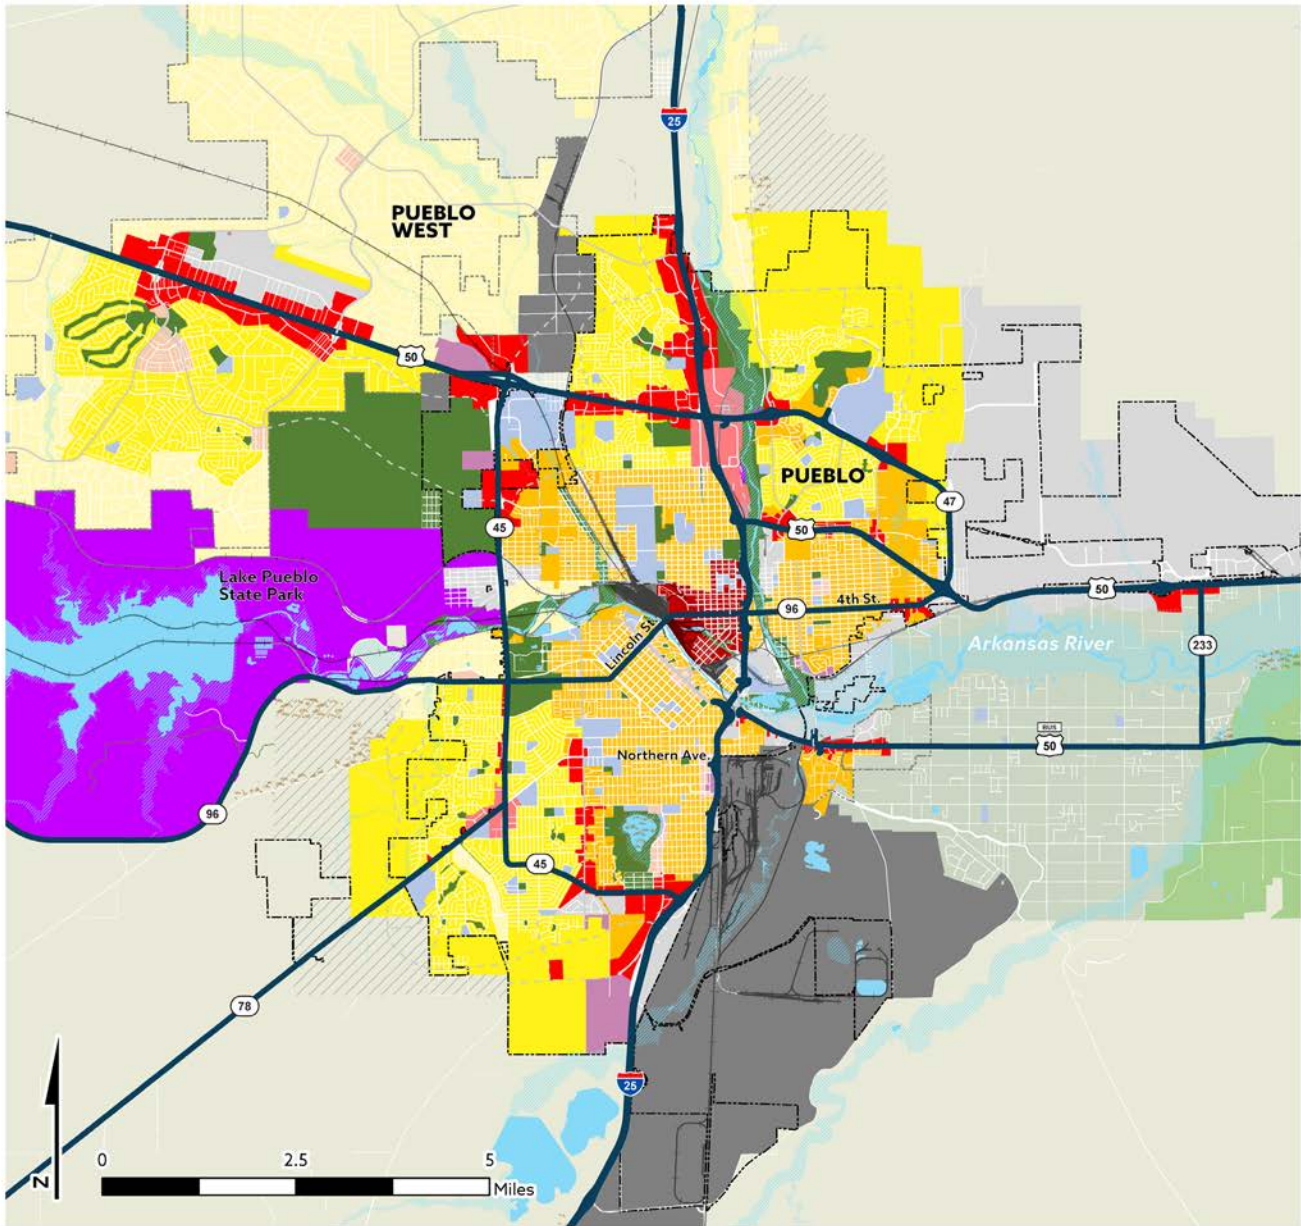 25
PUEBLO
WEST
50
PUEBLO
47
45
50
Lake Pueblo
State Park
50
4th St.
96
Lincoln St.
Arkansas River
233
BUS
50
Northern Ave.
96
45
78
25
N
0 2.5 5
Miles